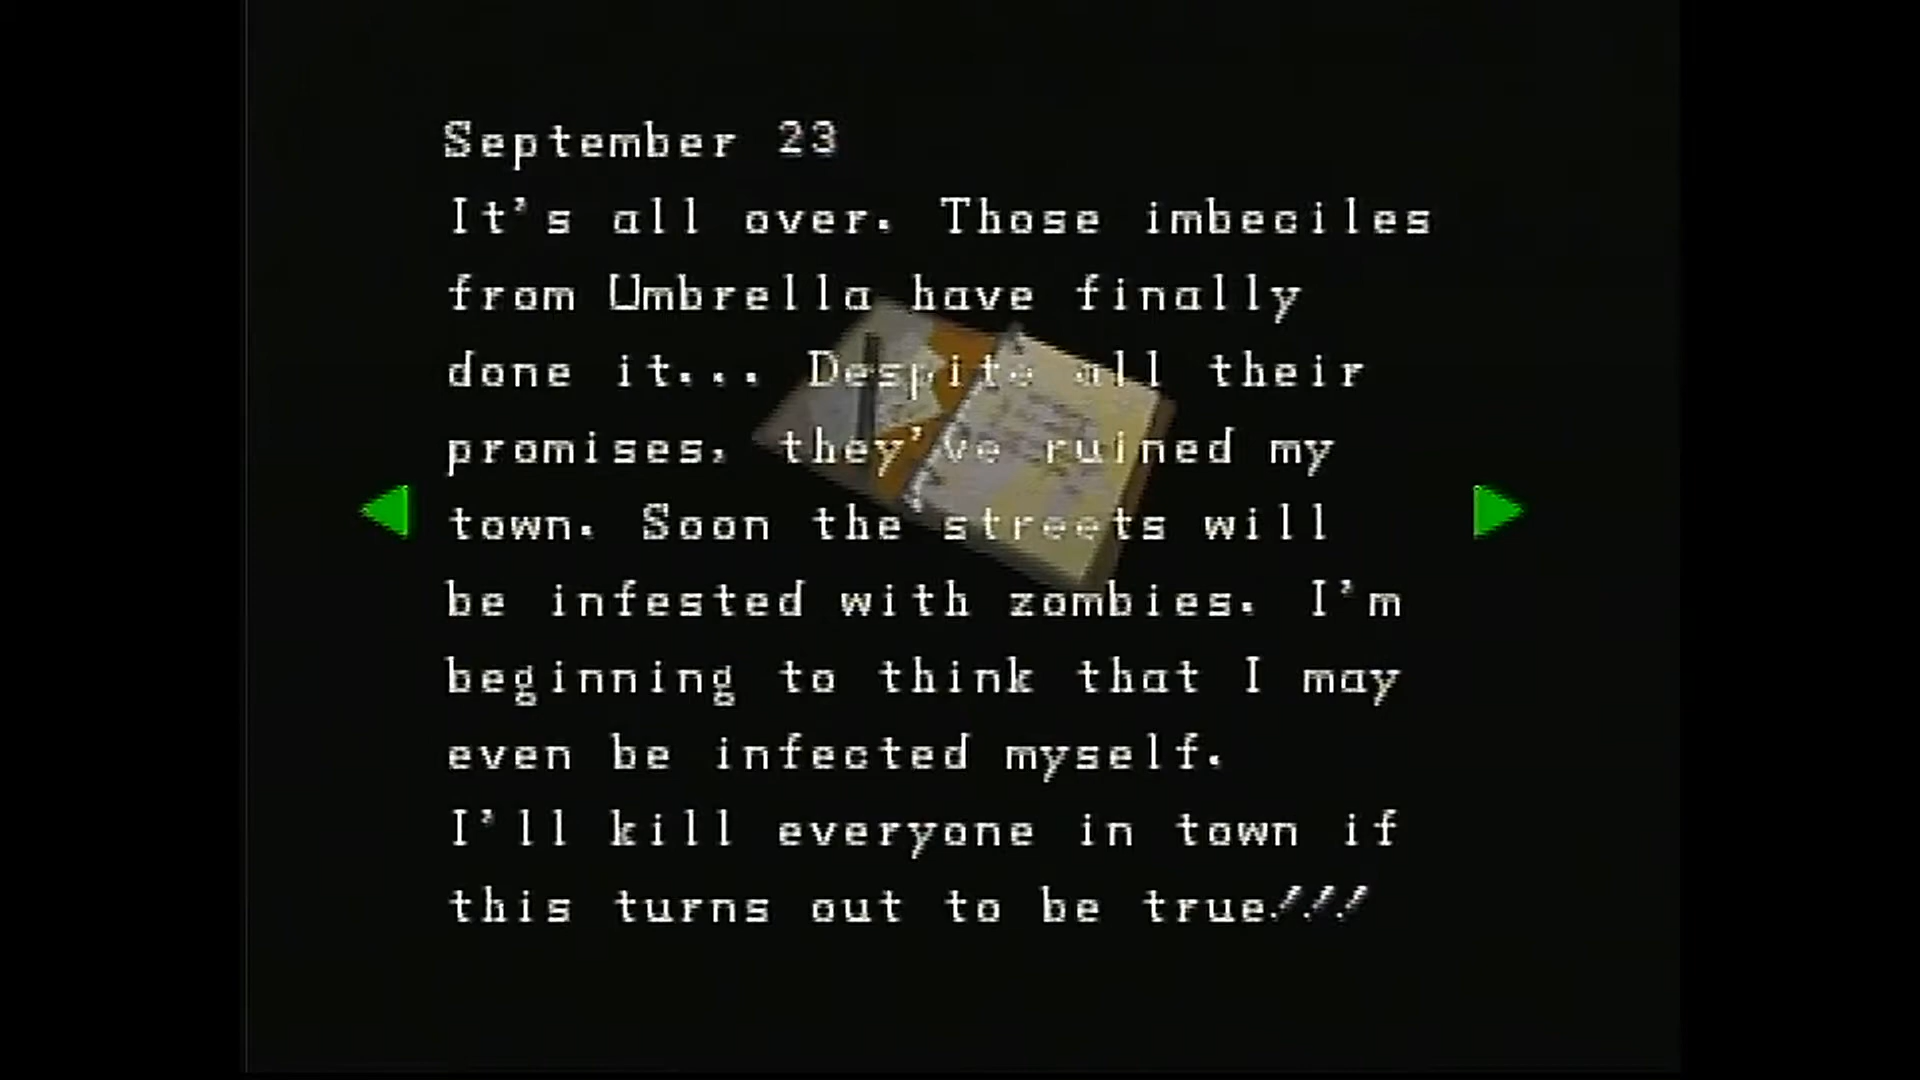 September 23
It's all over. Those imbeciles
from Umbrella have finally
done it... Despite all their
promises, they've ruined my
town. Soon the streets will
be infested with zombies. I'm
beginning to think that I may
even be infected myself.
I'll kill everyone in town if
this turns out to be true!!!